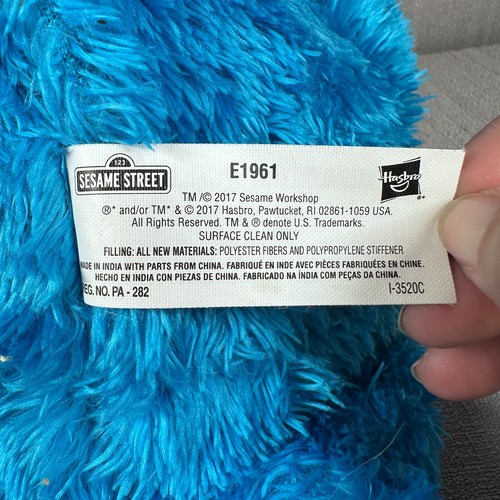 123
SESAME STREET
E1961
Hasbro
TM/© 2017 Sesame Workshop
®* and/or TM* & © 2017 Hasbro, Pawtucket, RI 02861-1059 USA.
All Rights Reserved. TM & ® denote U.S. Trademarks.
SURFACE CLEAN ONLY
FILLING: ALL NEW MATERIALS: POLYESTER FIBERS AND POLYPROPYLENE STIFFENER
MADE IN INDIA WITH PARTS FROM CHINA. FABRIQUÉ EN INDE AVEC PIÈCES FABRIQUÉES EN CHINE.
HECHO EN INDIA CON PIEZAS DE CHINA. FABRICADO NA ÍNDIA COM PEÇAS DA CHINA.
REG. NO. PA - 282
I-3520C